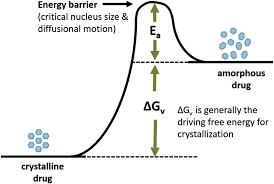 Energy barrier
(critical nucleus size &
diffusional motion)
Ea
amorphous
drug
ΔGv
ΔGv is generally the
driving free energy for
crystallization
crystalline
drug